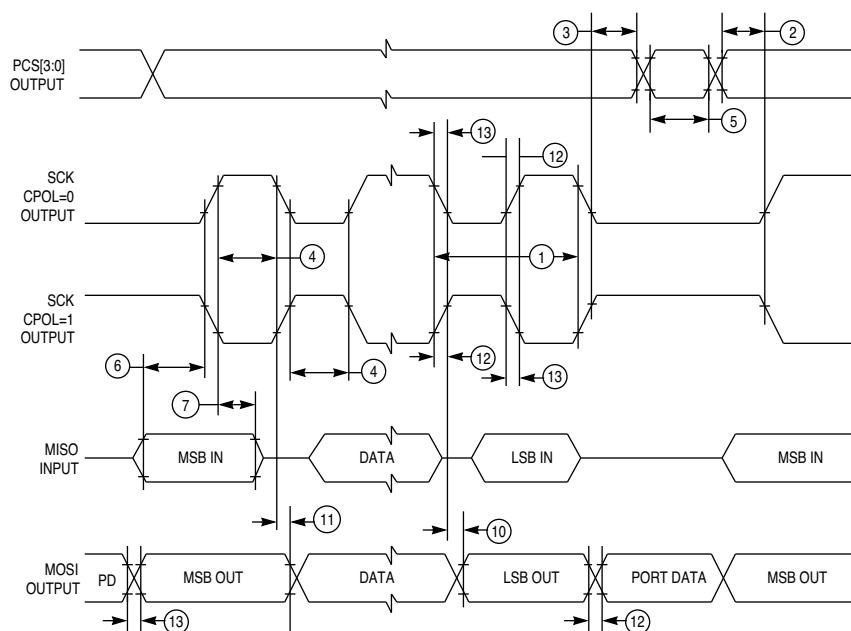 3
2
PCS[3:0]
OUTPUT
5
13
12
SCK
CPOL=0
OUTPUT
4
1
SCK
CPOL=1
OUTPUT
6
4
12
13
7
MISO
INPUT
MSB IN
DATA
LSB IN
MSB IN
11
10
MOSI
OUTPUT
PD
MSB OUT
DATA
LSB OUT
PORT DATA
MSB OUT
13
12